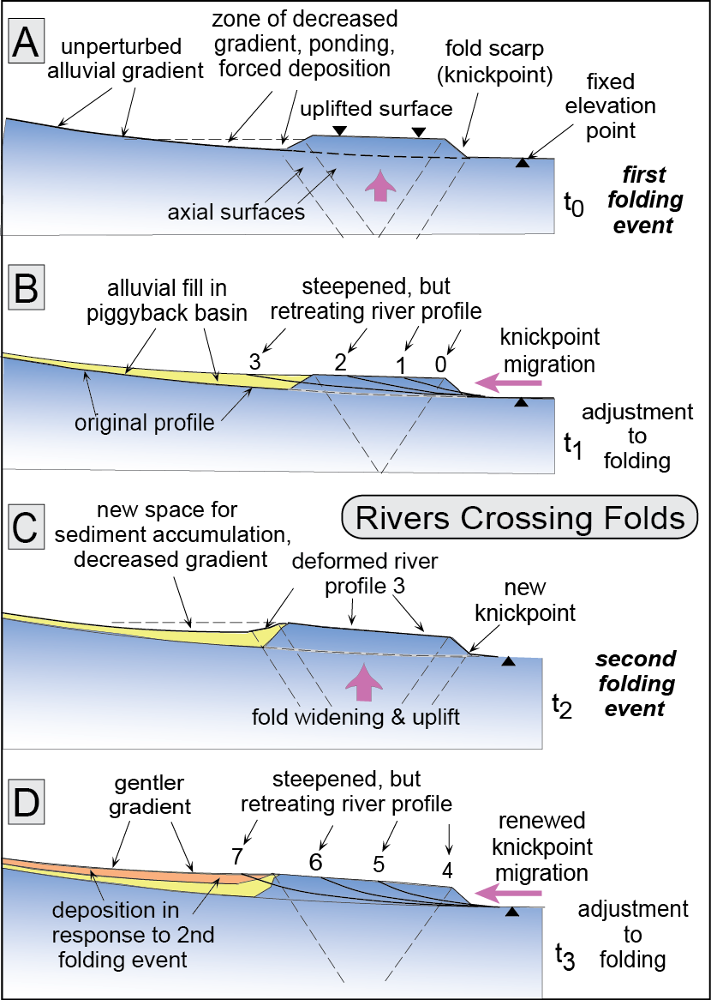 A
unperturbed
alluvial gradient
zone of decreased
gradient, ponding,
forced deposition
uplifted surface
fold scarp
(knickpoint)
fixed
elevation
point
axial surfaces
t0
first
folding
event
B
alluvial fill in
piggyback basin
steepened, but
retreating river profile
3
2
1
0
knickpoint
migration
original profile
t1
adjustment
to
folding
C
new space for
sediment accumulation,
decreased gradient
Rivers Crossing Folds
deformed river
profile 3
new
knickpoint
fold widening & uplift
t2
second
folding
event
D
gentler
gradient
steepened, but
retreating river profile
7
6
5
4
renewed
knickpoint
migration
deposition in
response to 2nd
folding event
t3
adjustment
to
folding